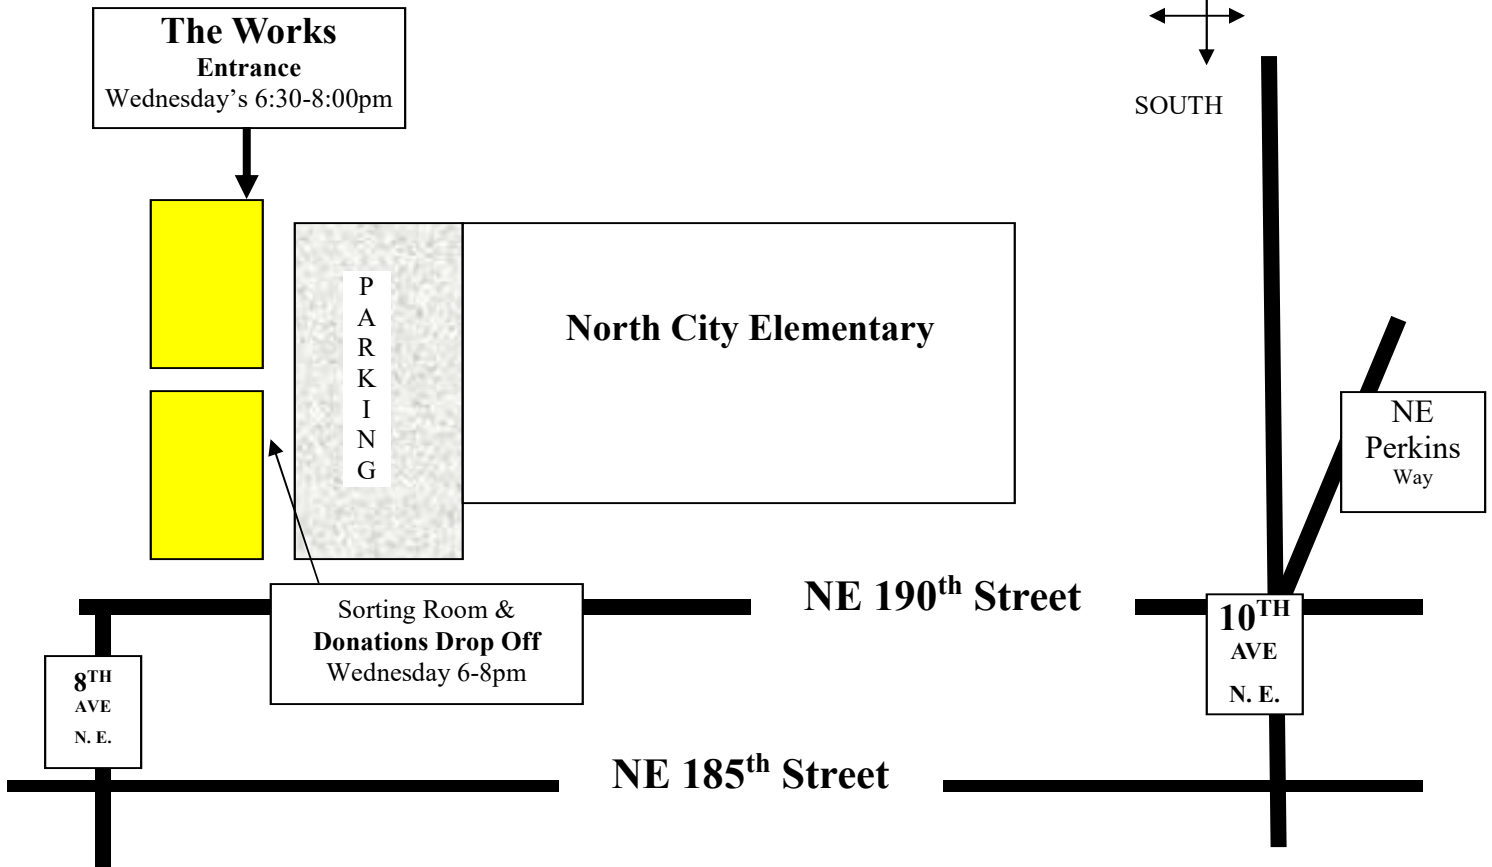 The Works
Entrance
Wednesday’s 6:30-8:00pm
SOUTH
P
A
R
K
I
N
G
North City Elementary
NE
Perkins
Way
NE 190th Street
Sorting Room &
Donations Drop Off
Wednesday 6-8pm
10TH
AVE
N. E.
8TH
AVE
N. E.
NE 185th Street